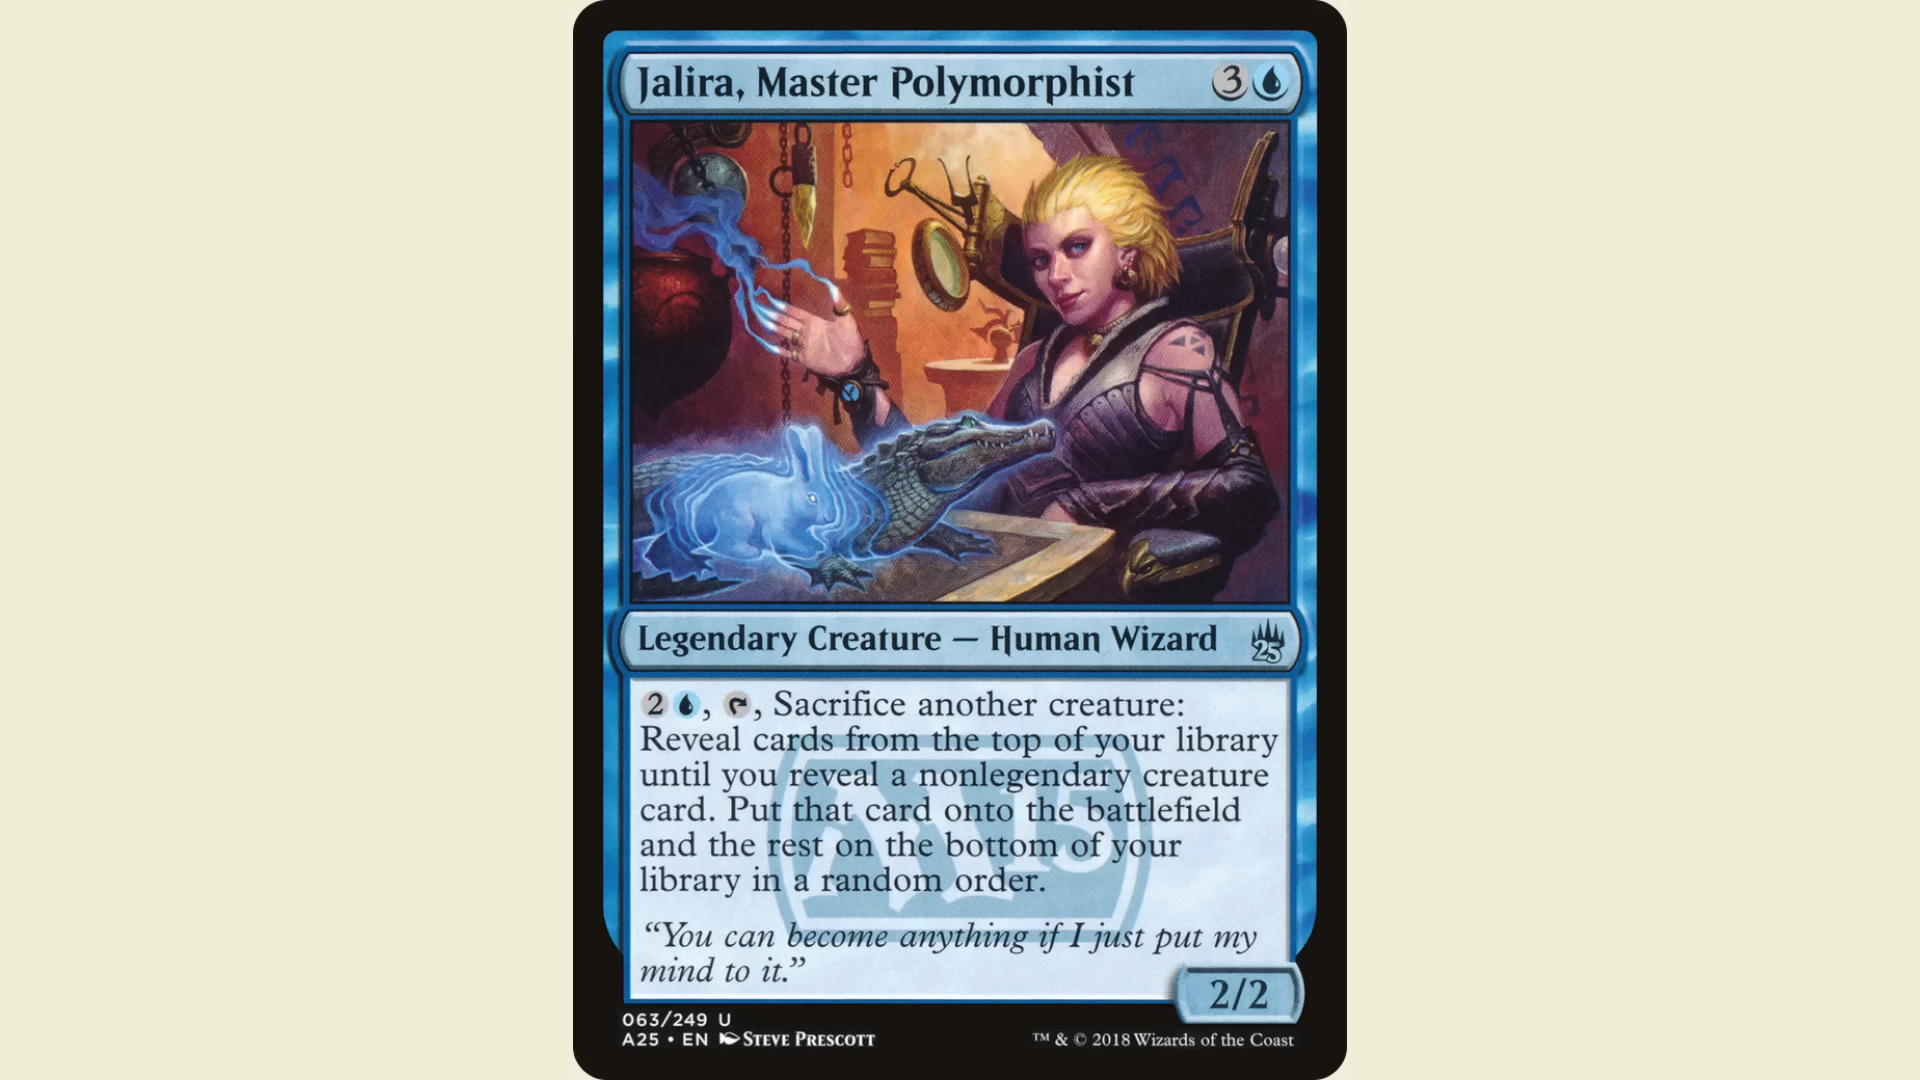 Jalira, Master Polymorphist 3
Legendary Creature — Human Wizard 25
2, , Sacrifice another creature:
Reveal cards from the top of your library
until you reveal a nonlegendary creature
card. Put that card onto the battlefield
and the rest on the bottom of your
library in a random order.
“You can become anything if I just put my
mind to it.”
M15
2/2
063/249 U
A25 • EN STEVE PRESCOTT
™ & © 2018 Wizards of the Coast